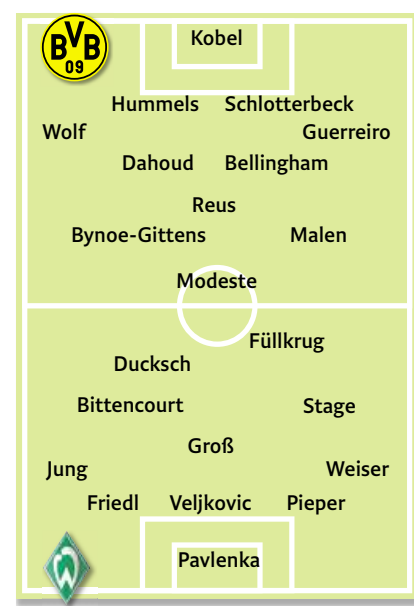 BVB
09
Kobel
Hummels Schlotterbeck
Wolf Guerreiro
Dahoud Bellingham
Reus
Bynoe-Gittens Malen
Modeste
Füllkrug
Ducksch
Bittencourt Stage
Groß
Jung Weiser
Friedl Veljkovic Pieper
Pavlenka
W